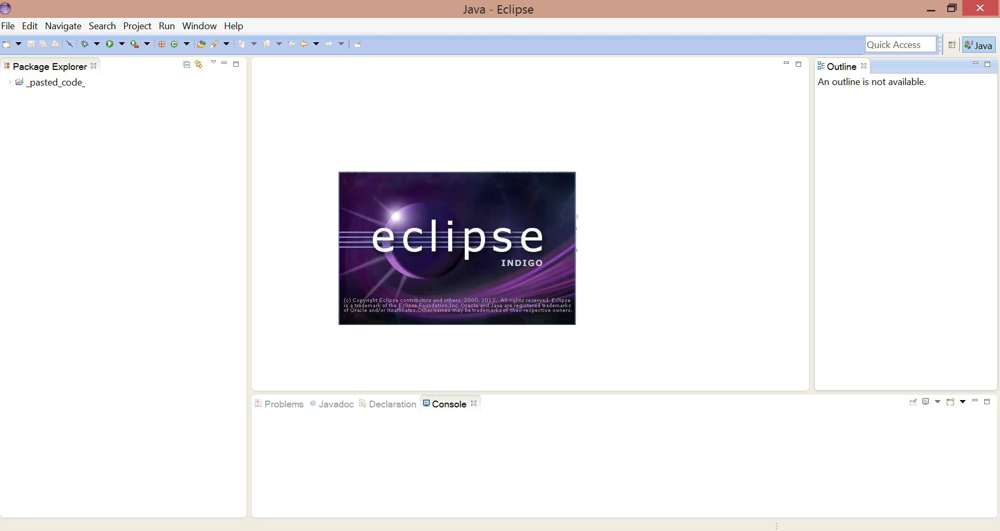 Java - Eclipse
File Edit Navigate Search Project Run Window Help
Quick Access
Java
Package Explorer
_pasted_code_
Outline
An outline is not available.
eclipse
INDIGO
(c) Copyright Eclipse contributors and others, 2000, 2012. All rights reserved. Eclipse
is a trademark of the Eclipse Foundation,Inc. Oracle and Java are registered trademarks
of Oracle and/or itsaffiliates.Other names may be trademarks of their respective owners.
Problems @ Javadoc Declaration Console